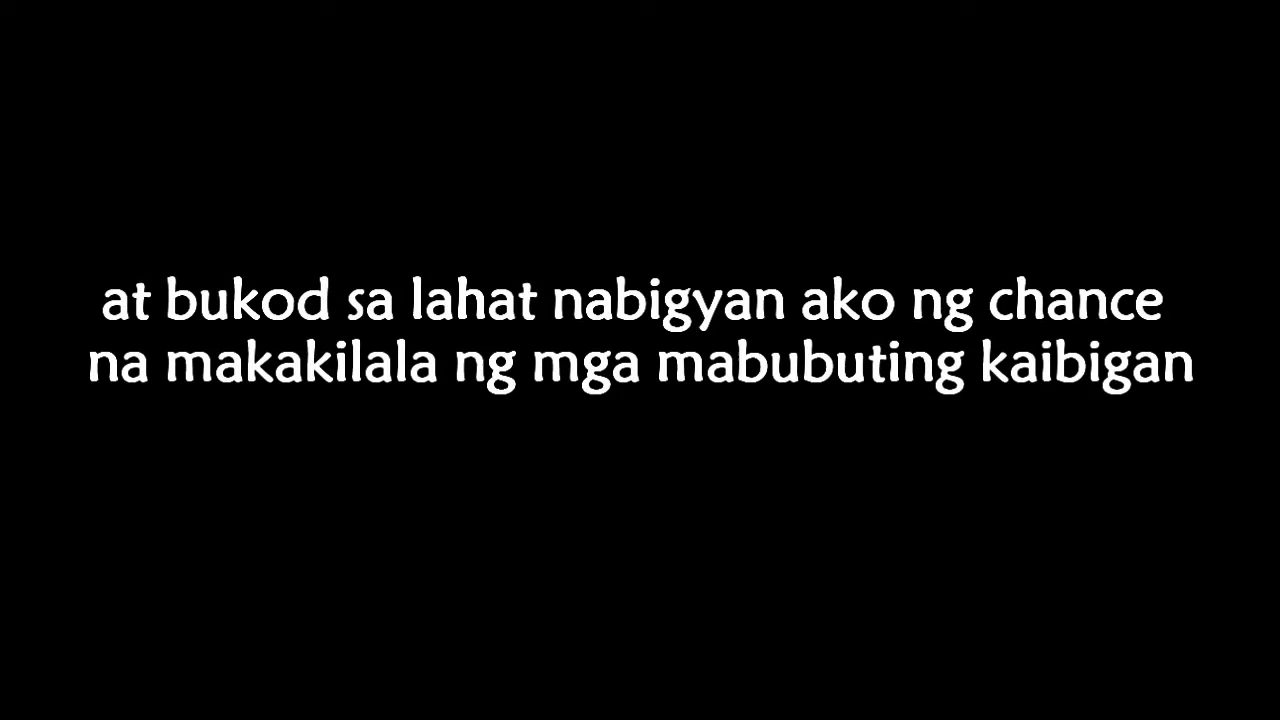 at bukod sa lahat nabigyan ako ng chance
na makakilala ng mga mabubuting kaibigan